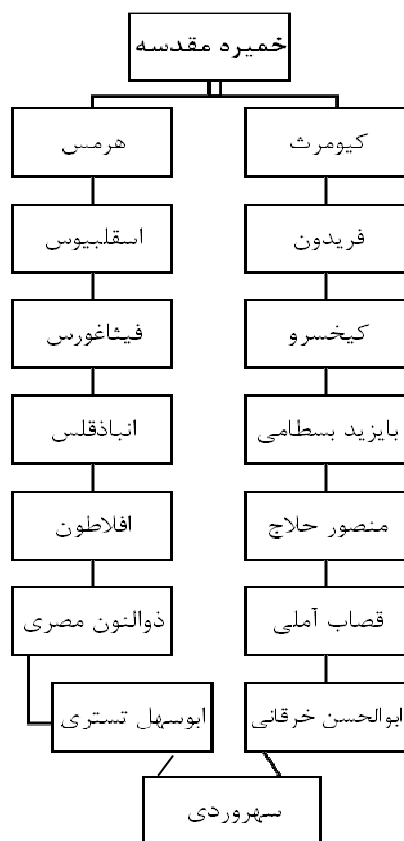 خمیره مقدسه
کیومرث
هرمس
فریدون
اسقلبیوس
کیخسرو
فیثاغورس
بایزید بسطامی
انباذقلس
منصور حلاج
افلاطون
قصاب آملی
ذوالنون مصری
ابوالحسن خرقانی
ابوسهل تستری
سهروردی